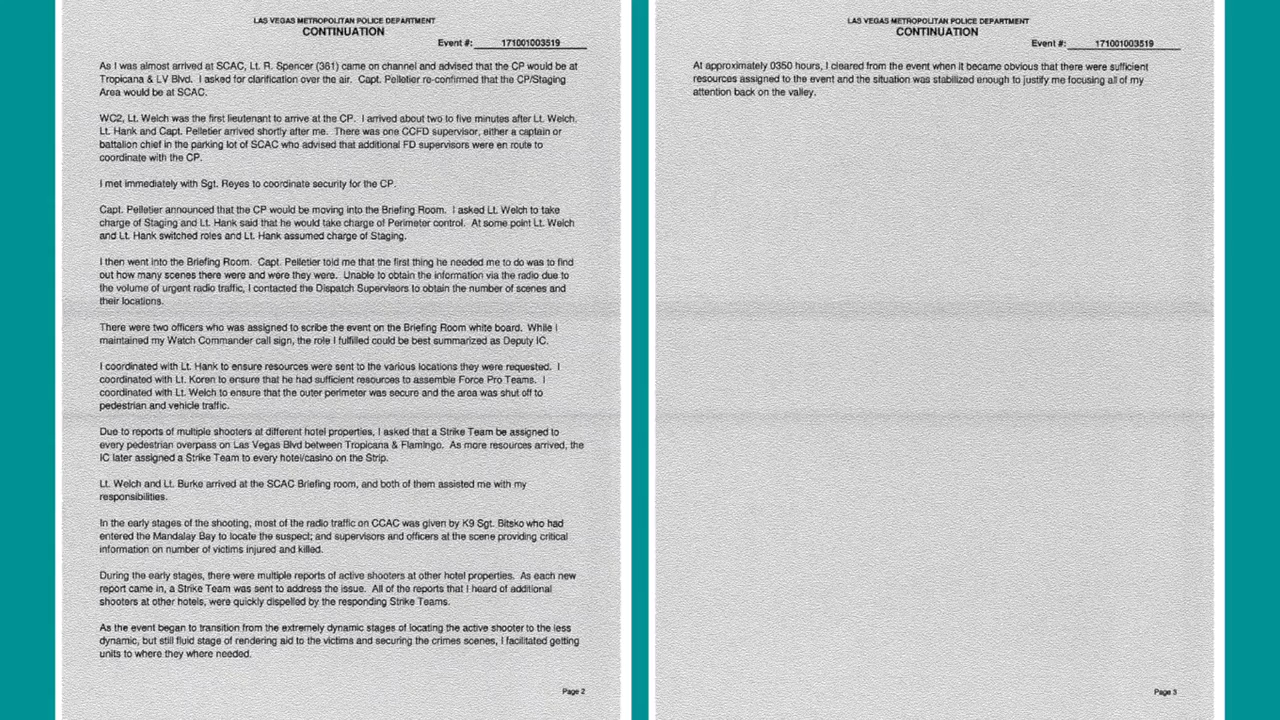 LAS VEGAS METROPOLITAN POLICE DEPARTMENT
CONTINUATION
Event #: 171001003519
As I was almost arrived at SCAC, Lt. R. Spencer (361) came on channel and advised that the CP would be at
Tropicana & LV Blvd. I asked for clarification over the air. Capt. Pelletier re-confirmed that the CP/Staging
Area would be at SCAC.
WC2, Lt. Welch was the first lieutenant to arrive at the CP. I arrived about two to five minutes after Lt. Welch.
Lt. Hank and Capt. Pelletier arrived shortly after me. There was one CCFD supervisor, either a captain or
battalion chief in the parking lot of SCAC who advised that additional FD supervisors were en route to
coordinate with the CP.
I met immediately with Sgt. Reyes to coordinate security for the CP.
Capt. Pelletier announced that the CP would be moving into the Briefing Room. I asked Lt. Welch to take
charge of Staging and Lt. Hank said that he would take charge of Perimeter control. At some point Lt. Welch
and Lt. Hank switched roles and Lt. Hank assumed charge of Staging.
I then went into the Briefing Room. Capt. Pelletier told me that the first thing he needed me to do was to find
out how many scenes there were and were they were. Unable to obtain the information via the radio due to
the volume of urgent radio traffic, I contacted the Dispatch Supervisors to obtain the number of scenes and
their locations.
There were two officers who was assigned to scribe the event on the Briefing Room white board. While I
maintained my Watch Commander call sign, the role I fulfilled could be best summarized as Deputy IC.
I coordinated with Lt. Hank to ensure resources were sent to the various locations they were requested. I
coordinated with Lt. Koren to ensure that he had sufficient resources to assemble Force Pro Teams. I
coordinated with Lt. Welch to ensure that the outer perimeter was secure and the area was shut off to
pedestrian and vehicle traffic.
Due to reports of multiple shooters at different hotel properties, I asked that a Strike Team be assigned to
every pedestrian overpass on Las Vegas Blvd between Tropicana & Flamingo. As more resources arrived, the
IC later assigned a Strike Team to every hotel/casino on the Strip.
Lt. Welch and Lt. Burke arrived at the SCAC Briefing room, and both of them assisted me with my
responsibilities.
In the early stages of the shooting, most of the radio traffic on CCAC was given by K9 Sgt. Bitsko who had
entered the Mandalay Bay to locate the suspect; and supervisors and officers at the scene providing critical
information on number of victims injured and killed.
During the early stages, there were multiple reports of active shooters at other hotel properties. As each new
report came in, a Strike Team was sent to address the issue. All of the reports that I heard of additional
shooters at other hotels, were quickly dispelled by the responding Strike Teams.
As the event began to transition from the extremely dynamic stages of locating the active shooter to the less
dynamic, but still fluid stage of rendering aid to the victims and securing the crimes scenes, I facilitated getting
units to where they where needed.
Page 2
LAS VEGAS METROPOLITAN POLICE DEPARTMENT
CONTINUATION
Event #: 171001003519
At approximately 0350 hours, I cleared from the event when it became obvious that there were sufficient
resources assigned to the event and the situation was stabilized enough to justify me focusing all of my
attention back on the valley.
Page 3